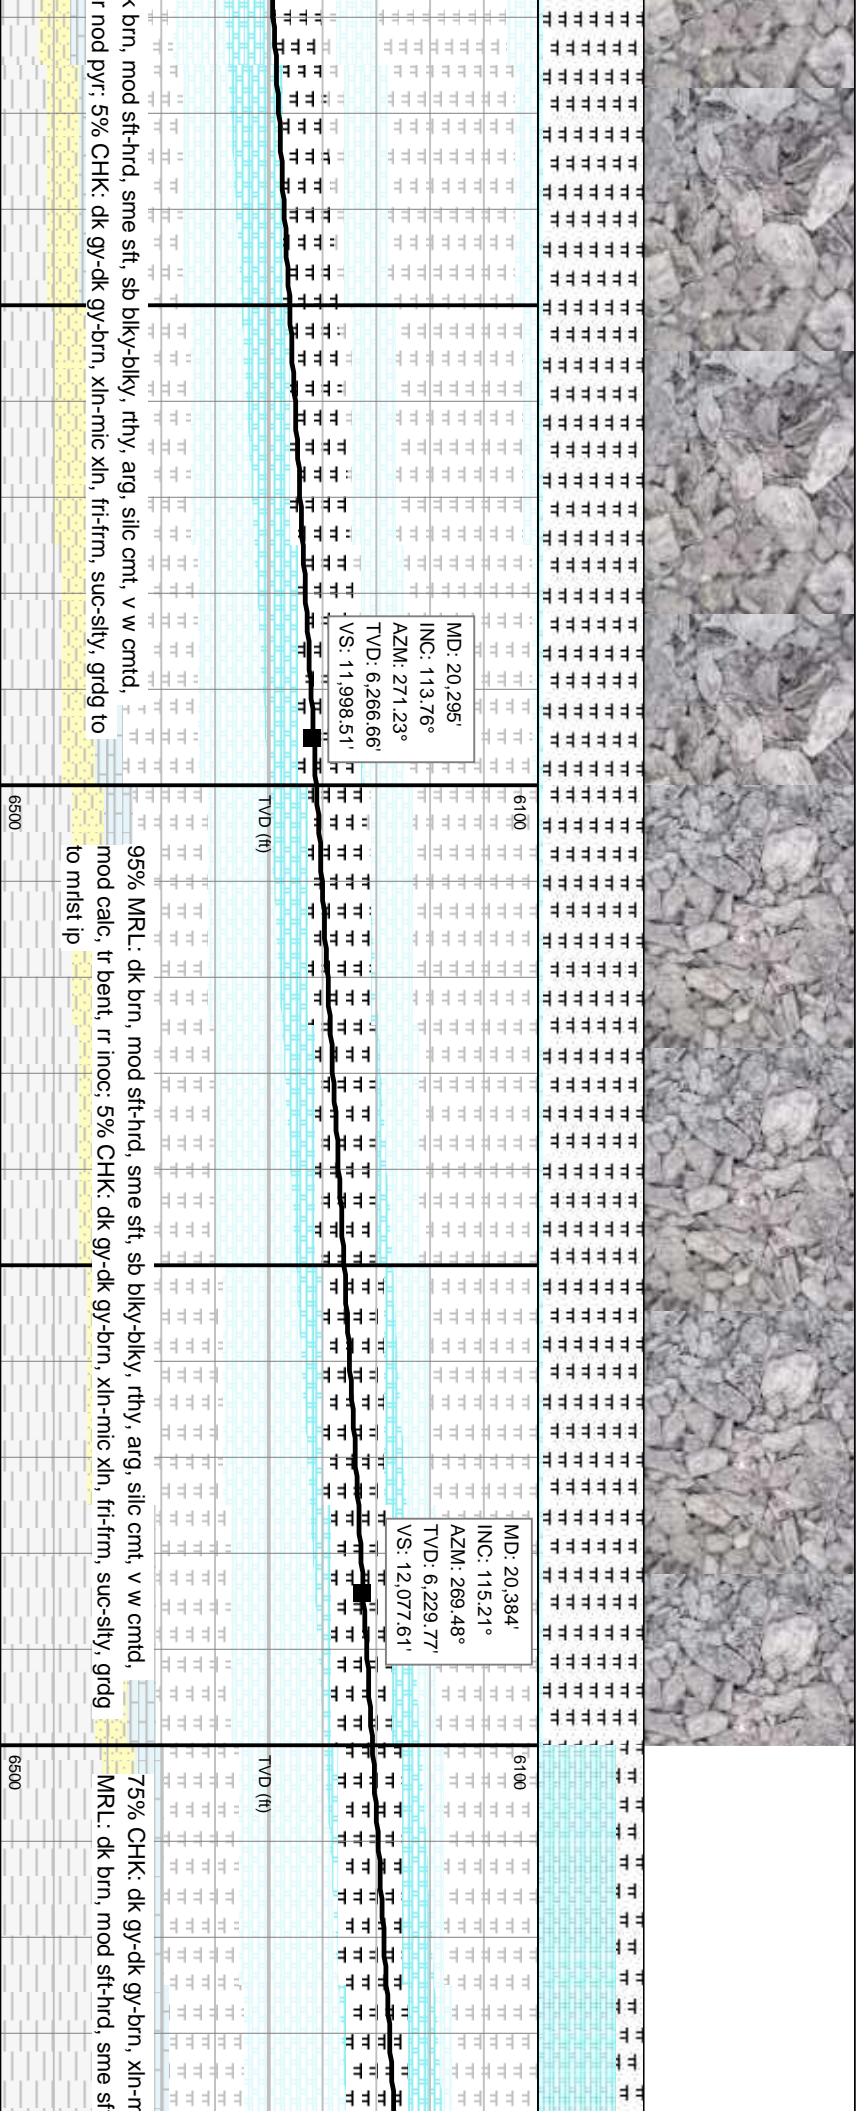 k brn, mod sft-hrd, sme sft, sb blky-blky, rthy, arg, silc cmt, v w cmtd,
r nod pyr; 5% CHK: dk gy-dk gy-brn, xln-mic xln, fri-frm, suc-slty, grdg to
MD: 20,295'
INC: 113.76°
AZM: 271.23°
TVD: 6,266.66'
VS: 11,998.51'
6100
TVD (ft)
6500
95% MRL: dk brn, mod sft-hrd, sme sft, sb blky-blky, rthy, arg, silc cmt, v w cmtd,
mod calc, tr bent, rr inoc; 5% CHK: dk gy-dk gy-brn, xln-mic xln, fri-frm, suc-slty, grdg
to mrlst ip
MD: 20,384'
INC: 115.21°
AZM: 269.48°
TVD: 6,229.77'
VS: 12,077.61'
6100
TVD (ft)
6500
75% CHK: dk gy-dk gy-brn, xln-m
MRL: dk brn, mod sft-hrd, sme sf